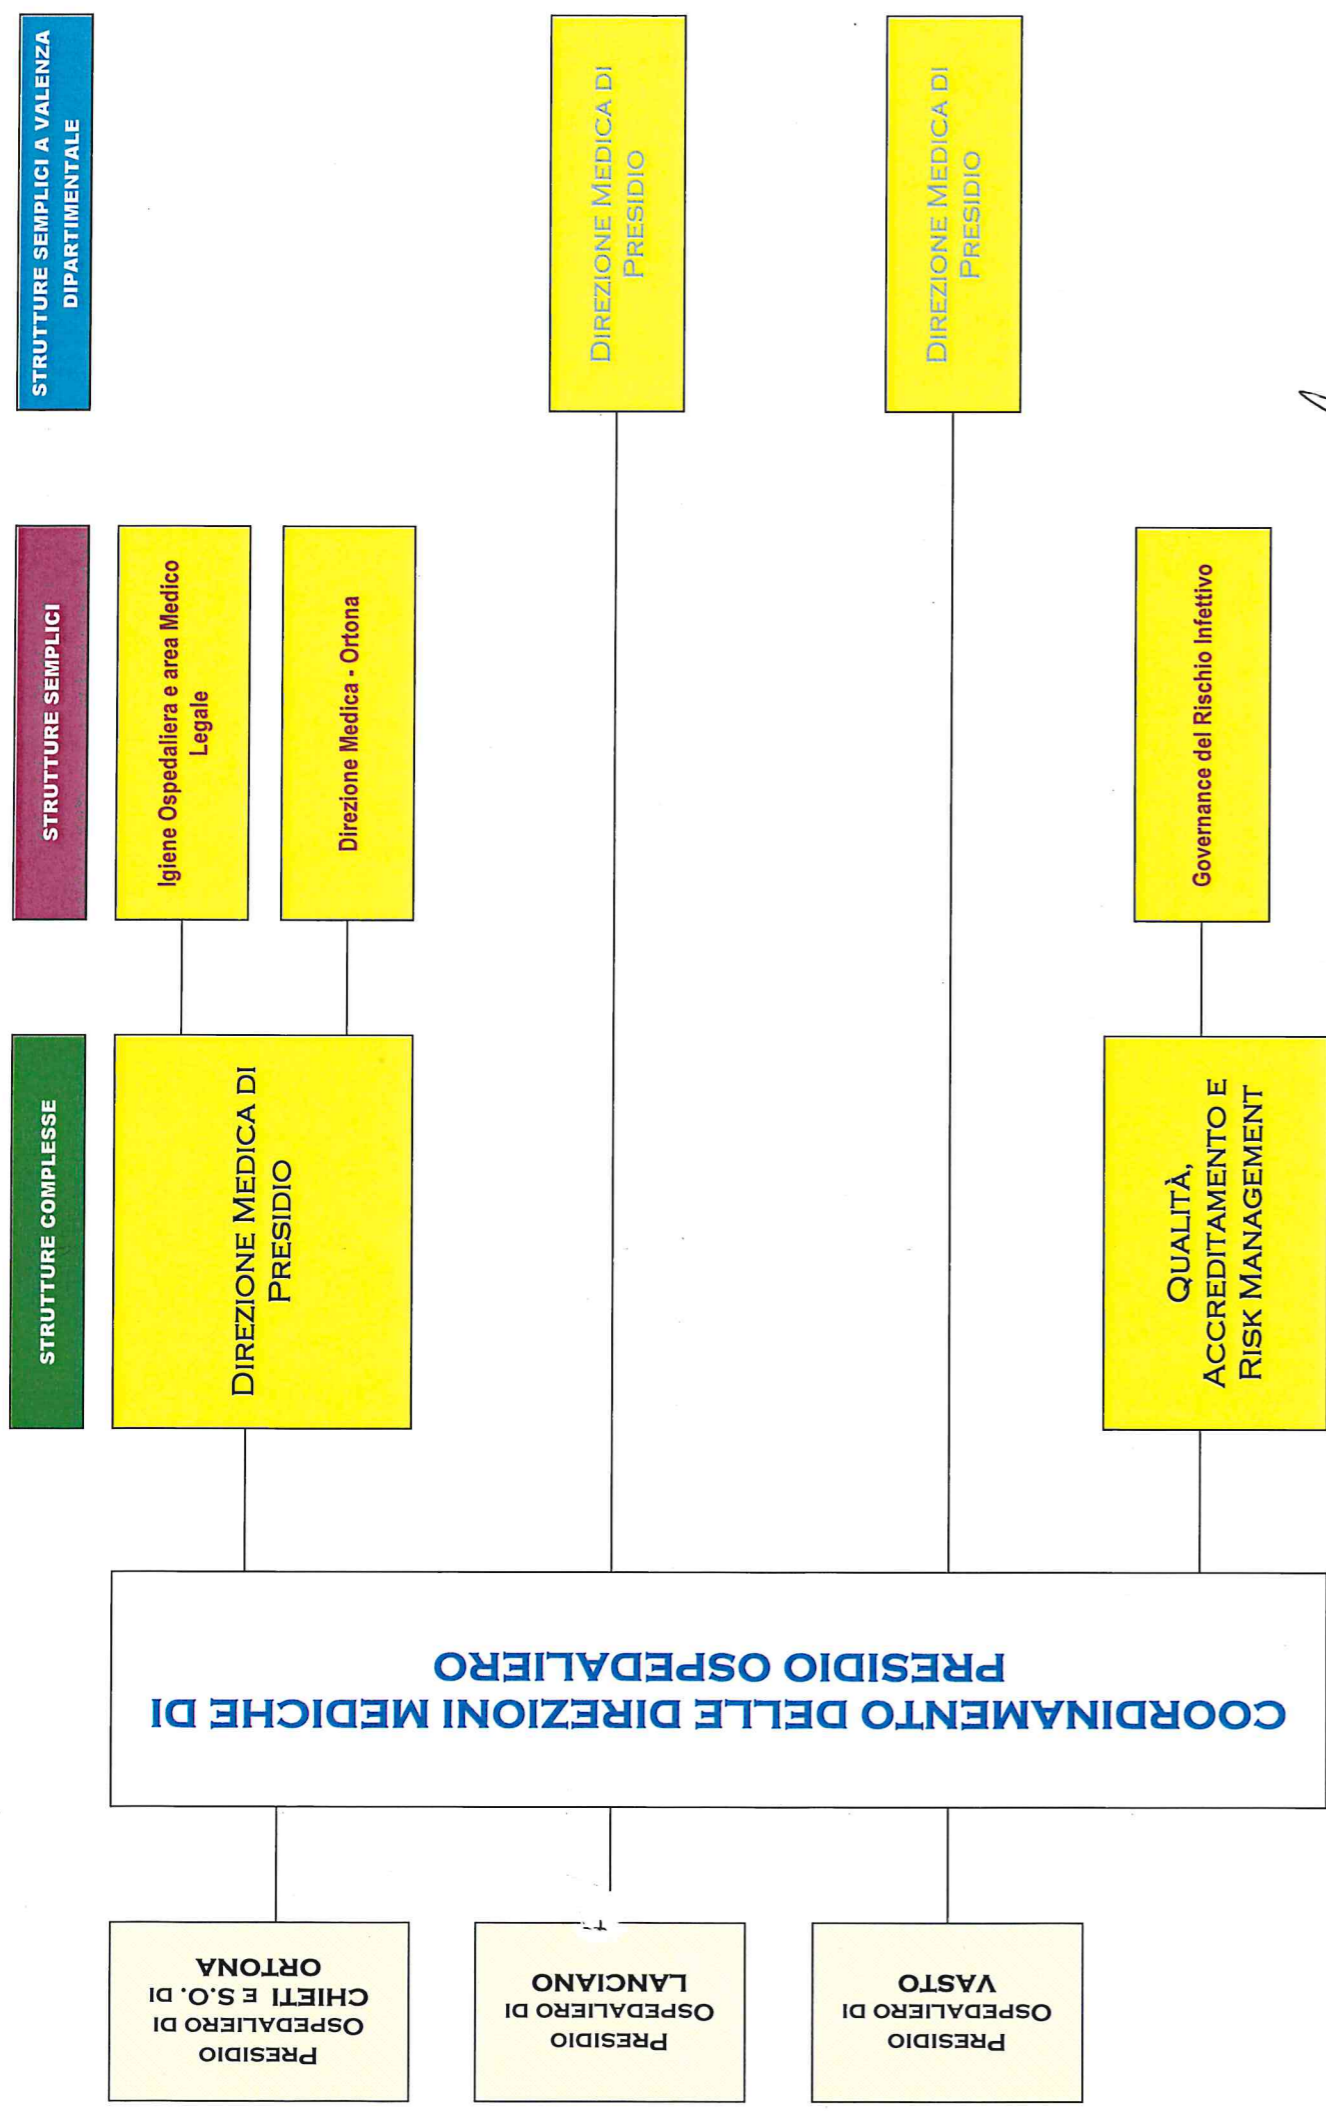 STRUTTURE COMPLESSE
STRUTTURE SEMPLICI
STRUTTURE SEMPLICI A VALENZA
DIPARTIMENTALE
PRESIDIO
OSPEDALIERO DI
CHIETI E S.O. DI
ORTONA
PRESIDIO
OSPEDALIERO DI
LANCIANO
PRESIDIO
OSPEDALIERO DI
VASTO
COORDINAMENTO DELLE DIREZIONI MEDICHE DI
PRESIDIO OSPEDALIERO
DIREZIONE MEDICA DI
PRESIDIO
Igiene Ospedaliera e area Medico
Legale
Direzione Medica - Ortona
DIREZIONE MEDICA DI
PRESIDIO
DIREZIONE MEDICA DI
PRESIDIO
QUALITÀ,
ACCREDITAMENTO E
RISK MANAGEMENT
Governance del Rischio Infettivo